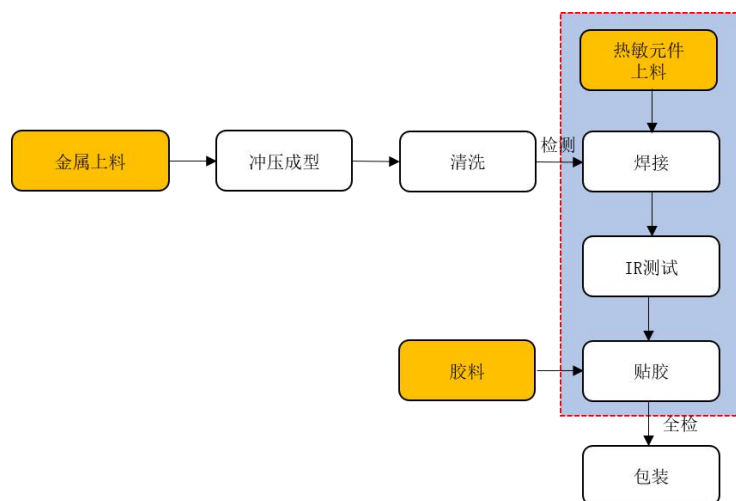 热敏元件
上料
金属上料
冲压成型
清洗
检测
焊接
IR测试
胶料
贴胶
全检
包装